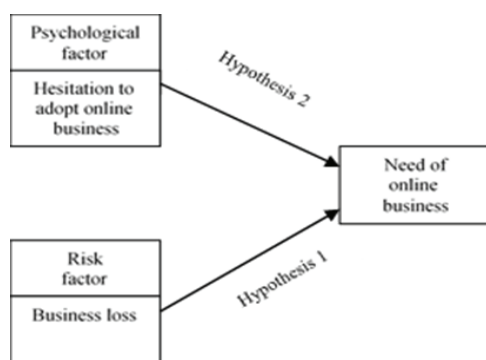 Psychological
factor
Hesitation to
adopt online
business
Hypothesis 2
Need of
online
business
Risk
factor
Business loss
Hypothesis 1